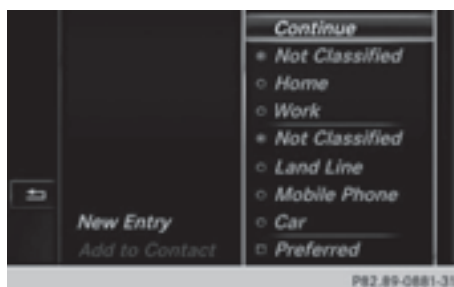 Continue
Not Classified
Home
Work
Not Classified
Land Line
Mobile Phone
New Entry
Car
Add to Contact
Preferred
P82.89-0881-31